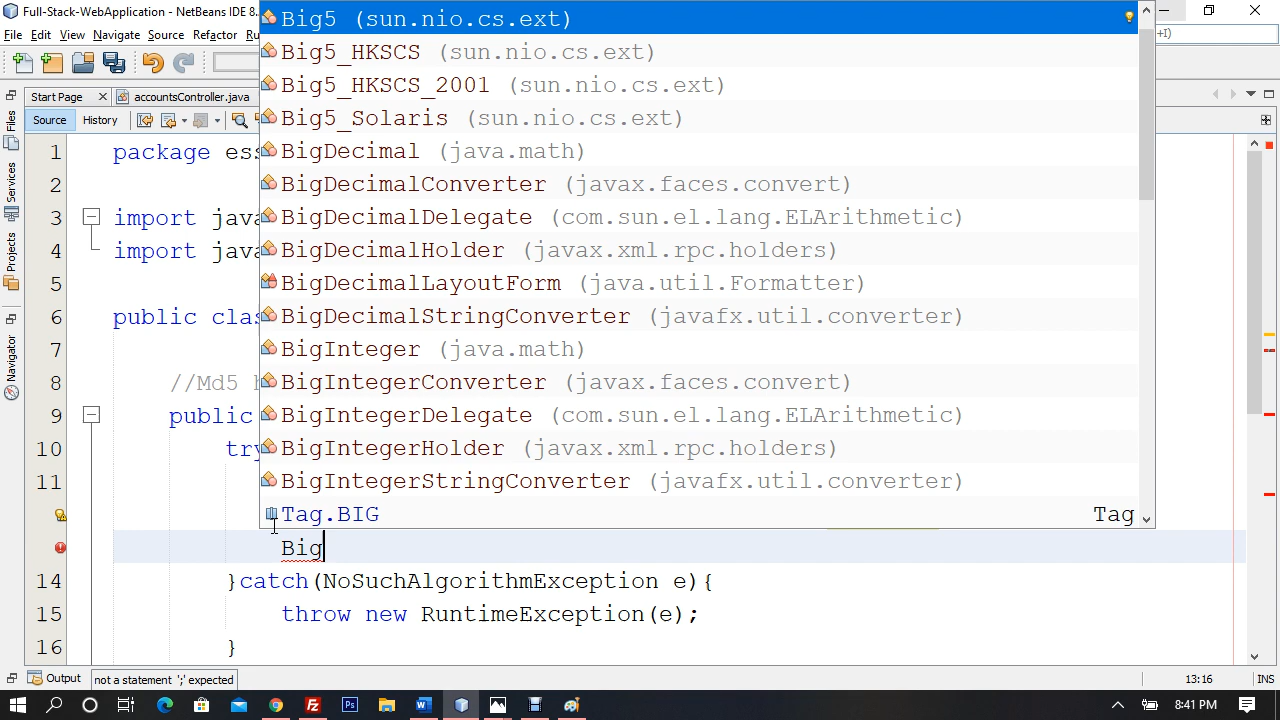 Full-Stack-WebApplication - NetBeans IDE 8.
File Edit View Navigate Source Refactor Ru
+I)
Start Page
accountsController.java
Source History
Files
Services
Projects
Navigator
Big5 (sun.nio.cs.ext)
Big5_HKSCS (sun.nio.cs.ext)
Big5_HKSCS_2001 (sun.nio.cs.ext)
Big5_Solaris (sun.nio.cs.ext)
BigDecimal (java.math)
BigDecimalConverter (javax.faces.convert)
BigDecimalDelegate (com.sun.el.lang.ELArithmetic)
BigDecimalHolder (javax.xml.rpc.holders)
BigDecimalLayoutForm (java.util.Formatter)
BigDecimalStringConverter (javafx.util.converter)
BigInteger (java.math)
BigIntegerConverter (javax.faces.convert)
BigIntegerDelegate (com.sun.el.lang.ELArithmetic)
BigIntegerHolder (javax.xml.rpc.holders)
BigIntegerStringConverter (javafx.util.converter)
Tag.BIG Tag
1 package ess
2
3 import java
4 import java
5
6 public clas
7
8 //Md5 h
9 public
10 try
11
Big
14 }catch(NoSuchAlgorithmException e){
15 throw new RuntimeException(e);
16 }
Output
not a statement ';' expected
13:16
INS
8:41 PM